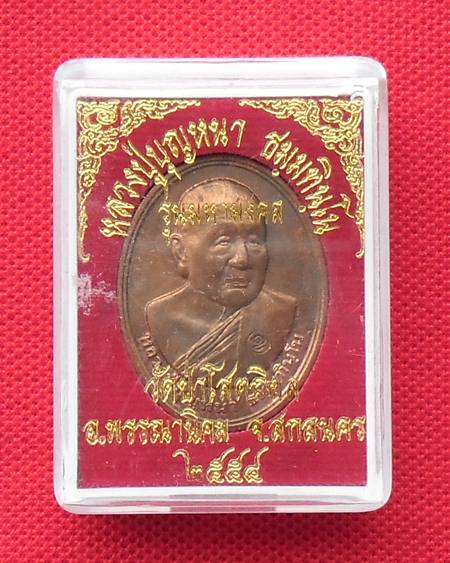 หลวงปู่บุญหนา ธมฺมทินฺโน
รุ่นมหามงคล
วัดป่าโสตถิผล
อ.พรรณานิคม จ.สกลนคร
๒๕๕๔